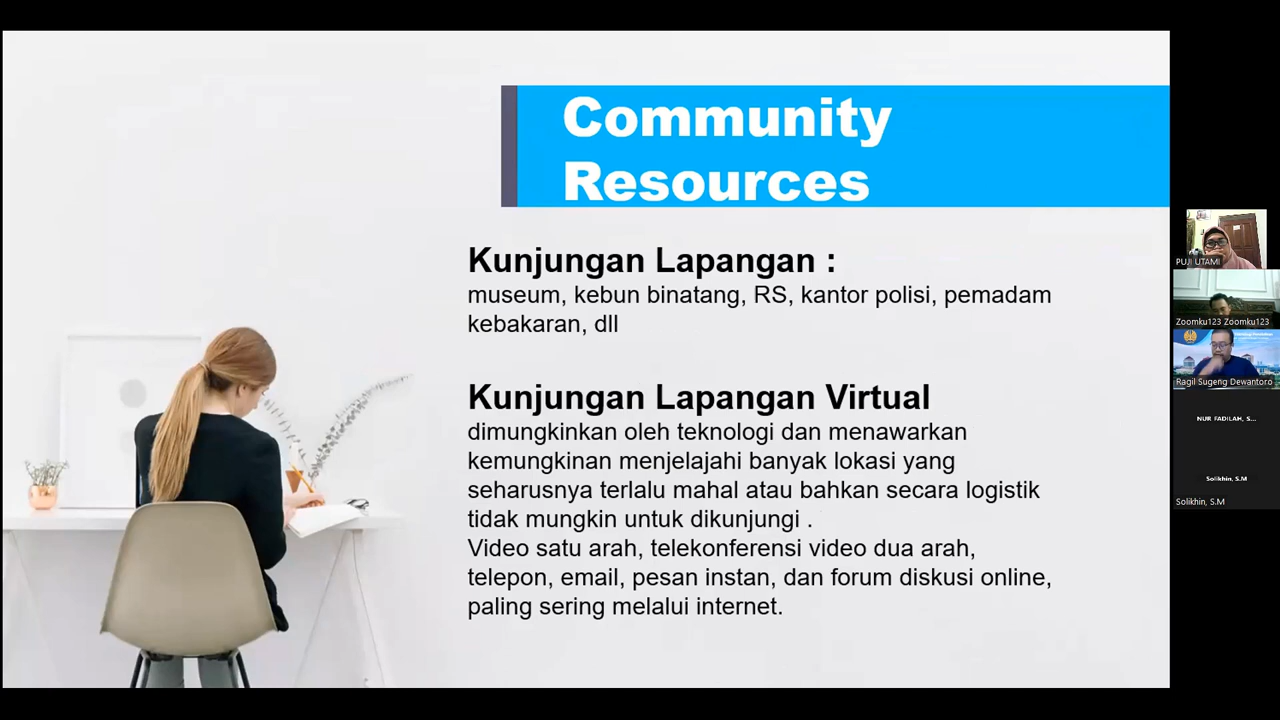 Community
Resources
Kunjungan Lapangan :
museum, kebun binatang, RS, kantor polisi, pemadam
kebakaran, dll
Kunjungan Lapangan Virtual
dimungkinkan oleh teknologi dan menawarkan
kemungkinan menjelajahi banyak lokasi yang
seharusnya terlalu mahal atau bahkan secara logistik
tidak mungkin untuk dikunjungi .
Video satu arah, telekonferensi video dua arah,
telepon, email, pesan instan, dan forum diskusi online,
paling sering melalui internet.
PUJI UTAMI
Zoomku123 Zoomku123
Ragil Sugeng Dewantoro
NUR FADILAH, S...
Solikhin, S.M
Solikhin, S.M